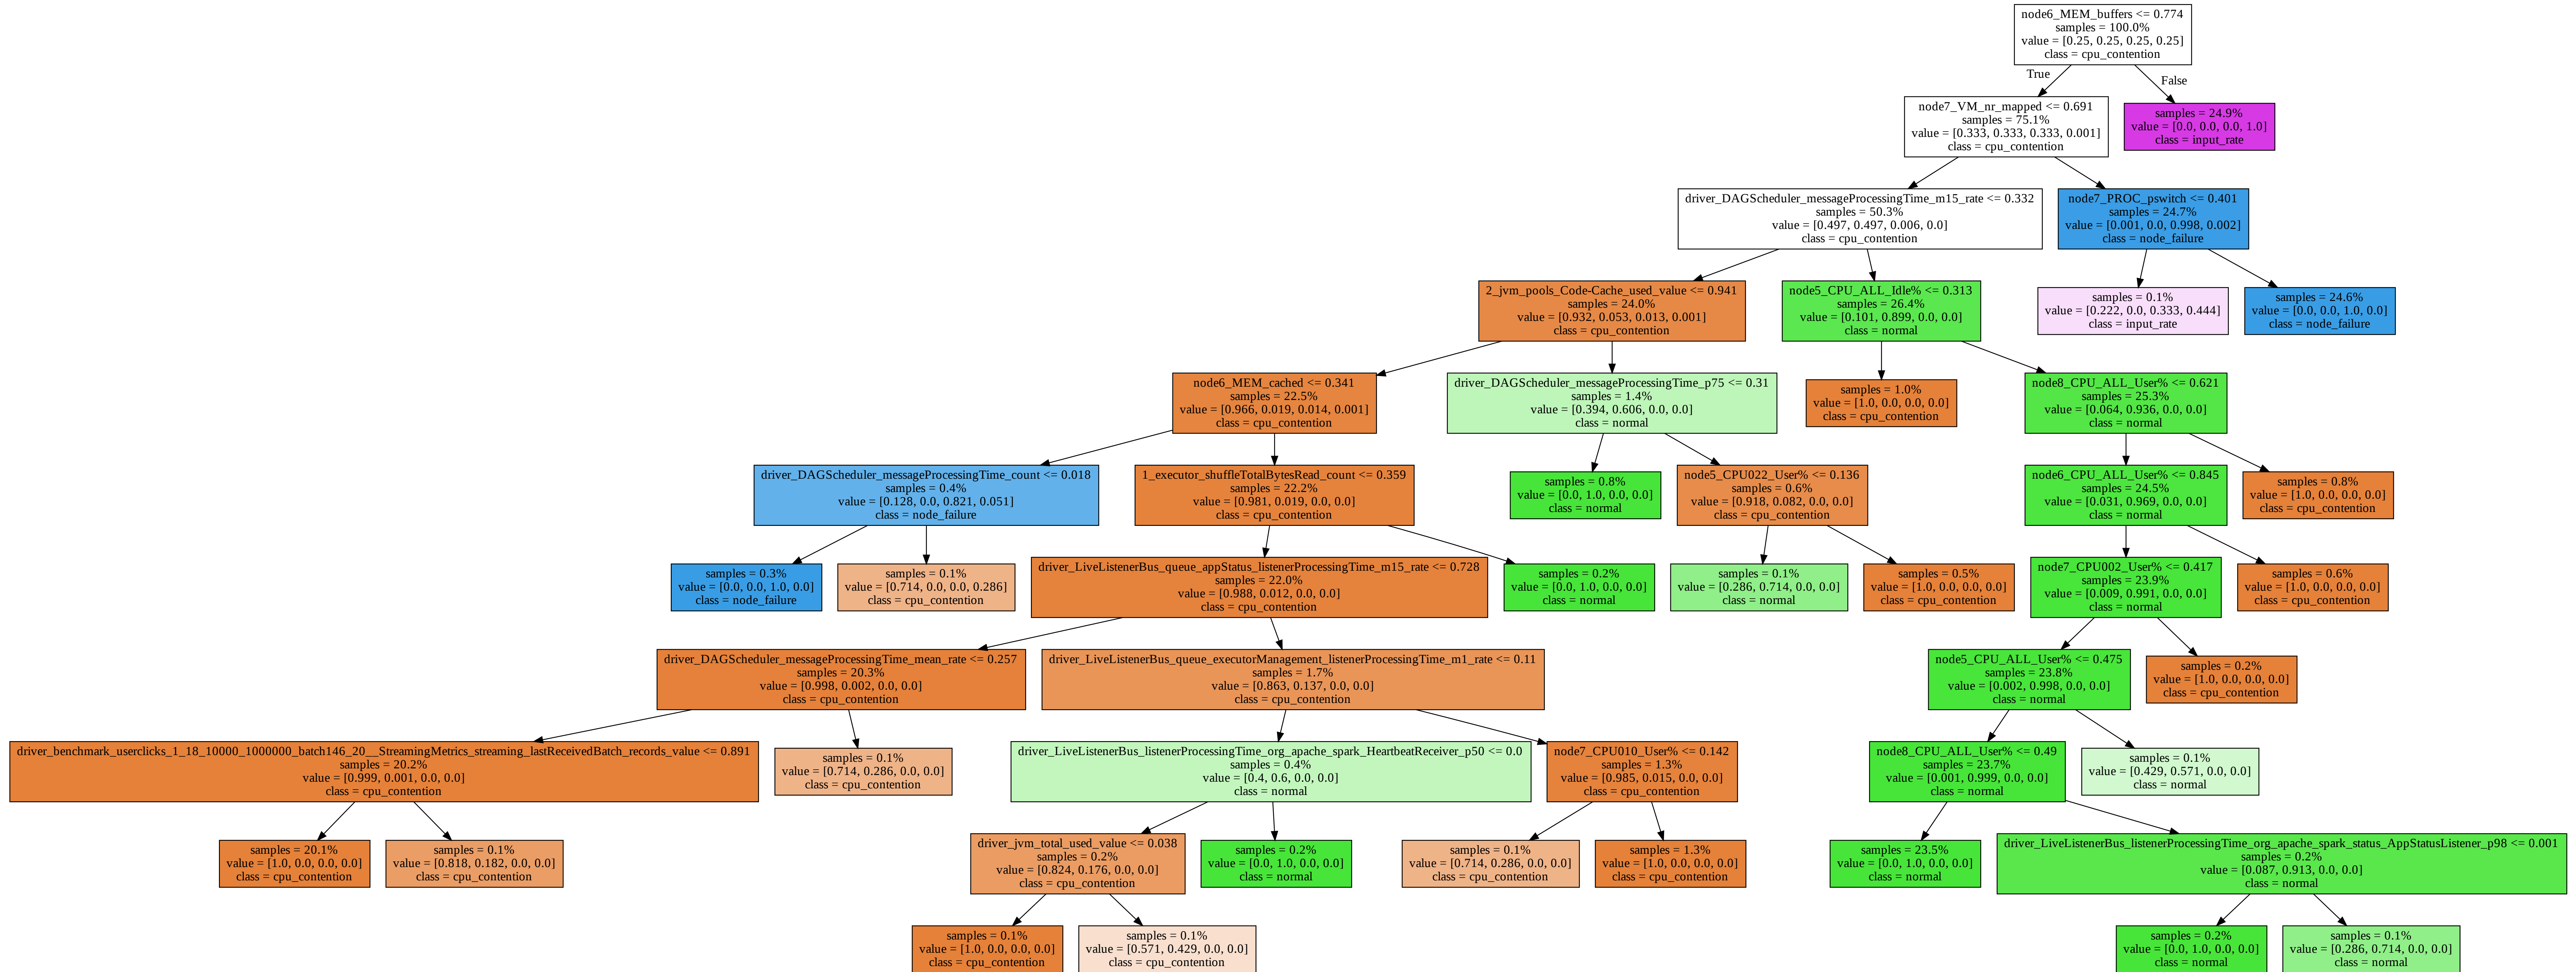 node6_MEM_buffers <= 0.774
samples = 100.0%
value = [0.25, 0.25, 0.25, 0.25]
class = cpu_contention
True
False
node7_VM_nr_mapped <= 0.691
samples = 75.1%
value = [0.333, 0.333, 0.333, 0.001]
class = cpu_contention
samples = 24.9%
value = [0.0, 0.0, 0.0, 1.0]
class = input_rate
driver_DAGScheduler_messageProcessingTime_m15_rate <= 0.332
samples = 50.3%
value = [0.497, 0.497, 0.006, 0.0]
class = cpu_contention
node7_PROC_pswitch <= 0.401
samples = 24.7%
value = [0.001, 0.0, 0.998, 0.002]
class = node_failure
2_jvm_pools_Code-Cache_used_value <= 0.941
samples = 24.0%
value = [0.932, 0.053, 0.013, 0.001]
class = cpu_contention
node5_CPU_ALL_Idle% <= 0.313
samples = 26.4%
value = [0.101, 0.899, 0.0, 0.0]
class = normal
samples = 0.1%
value = [0.222, 0.0, 0.333, 0.444]
class = input_rate
samples = 24.6%
value = [0.0, 0.0, 1.0, 0.0]
class = node_failure
node6_MEM_cached <= 0.341
samples = 22.5%
value = [0.966, 0.019, 0.014, 0.001]
class = cpu_contention
driver_DAGScheduler_messageProcessingTime_p75 <= 0.31
samples = 1.4%
value = [0.394, 0.606, 0.0, 0.0]
class = normal
samples = 1.0%
value = [1.0, 0.0, 0.0, 0.0]
class = cpu_contention
node8_CPU_ALL_User% <= 0.621
samples = 25.3%
value = [0.064, 0.936, 0.0, 0.0]
class = normal
driver_DAGScheduler_messageProcessingTime_count <= 0.018
samples = 0.4%
value = [0.128, 0.0, 0.821, 0.051]
class = node_failure
1_executor_shuffleTotalBytesRead_count <= 0.359
samples = 22.2%
value = [0.981, 0.019, 0.0, 0.0]
class = cpu_contention
samples = 0.8%
value = [0.0, 1.0, 0.0, 0.0]
class = normal
node5_CPU022_User% <= 0.136
samples = 0.6%
value = [0.918, 0.082, 0.0, 0.0]
class = cpu_contention
node6_CPU_ALL_User% <= 0.845
samples = 24.5%
value = [0.031, 0.969, 0.0, 0.0]
class = normal
samples = 0.8%
value = [1.0, 0.0, 0.0, 0.0]
class = cpu_contention
samples = 0.3%
value = [0.0, 0.0, 1.0, 0.0]
class = node_failure
samples = 0.1%
value = [0.714, 0.0, 0.0, 0.286]
class = cpu_contention
driver_LiveListenerBus_queue_appStatus_listenerProcessingTime_m15_rate <= 0.728
samples = 22.0%
value = [0.988, 0.012, 0.0, 0.0]
class = cpu_contention
samples = 0.2%
value = [0.0, 1.0, 0.0, 0.0]
class = normal
samples = 0.1%
value = [0.286, 0.714, 0.0, 0.0]
class = normal
samples = 0.5%
value = [1.0, 0.0, 0.0, 0.0]
class = cpu_contention
node7_CPU002_User% <= 0.417
samples = 23.9%
value = [0.009, 0.991, 0.0, 0.0]
class = normal
samples = 0.6%
value = [1.0, 0.0, 0.0, 0.0]
class = cpu_contention
driver_DAGScheduler_messageProcessingTime_mean_rate <= 0.257
samples = 20.3%
value = [0.998, 0.002, 0.0, 0.0]
class = cpu_contention
driver_LiveListenerBus_queue_executorManagement_listenerProcessingTime_m1_rate <= 0.11
samples = 1.7%
value = [0.863, 0.137, 0.0, 0.0]
class = cpu_contention
node5_CPU_ALL_User% <= 0.475
samples = 23.8%
value = [0.002, 0.998, 0.0, 0.0]
class = normal
samples = 0.2%
value = [1.0, 0.0, 0.0, 0.0]
class = cpu_contention
driver_benchmark_userclicks_1_18_10000_1000000_batch146_20__StreamingMetrics_streaming_lastReceivedBatch_records_value <= 0.891
samples = 20.2%
value = [0.999, 0.001, 0.0, 0.0]
class = cpu_contention
samples = 0.1%
value = [0.714, 0.286, 0.0, 0.0]
class = cpu_contention
driver_LiveListenerBus_listenerProcessingTime_org_apache_spark_HeartbeatReceiver_p50 <= 0.0
samples = 0.4%
value = [0.4, 0.6, 0.0, 0.0]
class = normal
node7_CPU010_User% <= 0.142
samples = 1.3%
value = [0.985, 0.015, 0.0, 0.0]
class = cpu_contention
node8_CPU_ALL_User% <= 0.49
samples = 23.7%
value = [0.001, 0.999, 0.0, 0.0]
class = normal
samples = 0.1%
value = [0.429, 0.571, 0.0, 0.0]
class = normal
samples = 20.1%
value = [1.0, 0.0, 0.0, 0.0]
class = cpu_contention
samples = 0.1%
value = [0.818, 0.182, 0.0, 0.0]
class = cpu_contention
driver_jvm_total_used_value <= 0.038
samples = 0.2%
value = [0.824, 0.176, 0.0, 0.0]
class = cpu_contention
samples = 0.2%
value = [0.0, 1.0, 0.0, 0.0]
class = normal
samples = 0.1%
value = [0.714, 0.286, 0.0, 0.0]
class = cpu_contention
samples = 1.3%
value = [1.0, 0.0, 0.0, 0.0]
class = cpu_contention
samples = 23.5%
value = [0.0, 1.0, 0.0, 0.0]
class = normal
driver_LiveListenerBus_listenerProcessingTime_org_apache_spark_status_AppStatusListener_p98 <= 0.001
samples = 0.2%
value = [0.087, 0.913, 0.0, 0.0]
class = normal
samples = 0.1%
value = [1.0, 0.0, 0.0, 0.0]
class = cpu_contention
samples = 0.1%
value = [0.571, 0.429, 0.0, 0.0]
class = cpu_contention
samples = 0.2%
value = [0.0, 1.0, 0.0, 0.0]
class = normal
samples = 0.1%
value = [0.286, 0.714, 0.0, 0.0]
class = normal